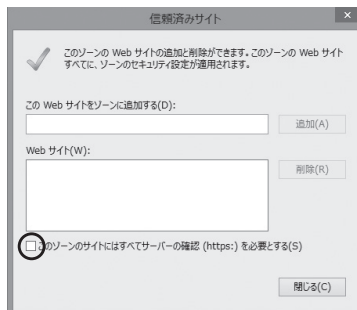 信頼済みサイト
このゾーンの Web サイトの追加と削除ができます。このゾーンの Web サイト
すべてに、ゾーンのセキュリティ設定が適用されます。
この Web サイトをゾーンに追加する(D):
追加(A)
Web サイト(W):
削除(R)
このゾーンのサイトにはすべてサーバーの確認 (https:) を必要とする(S)
閉じる(C)